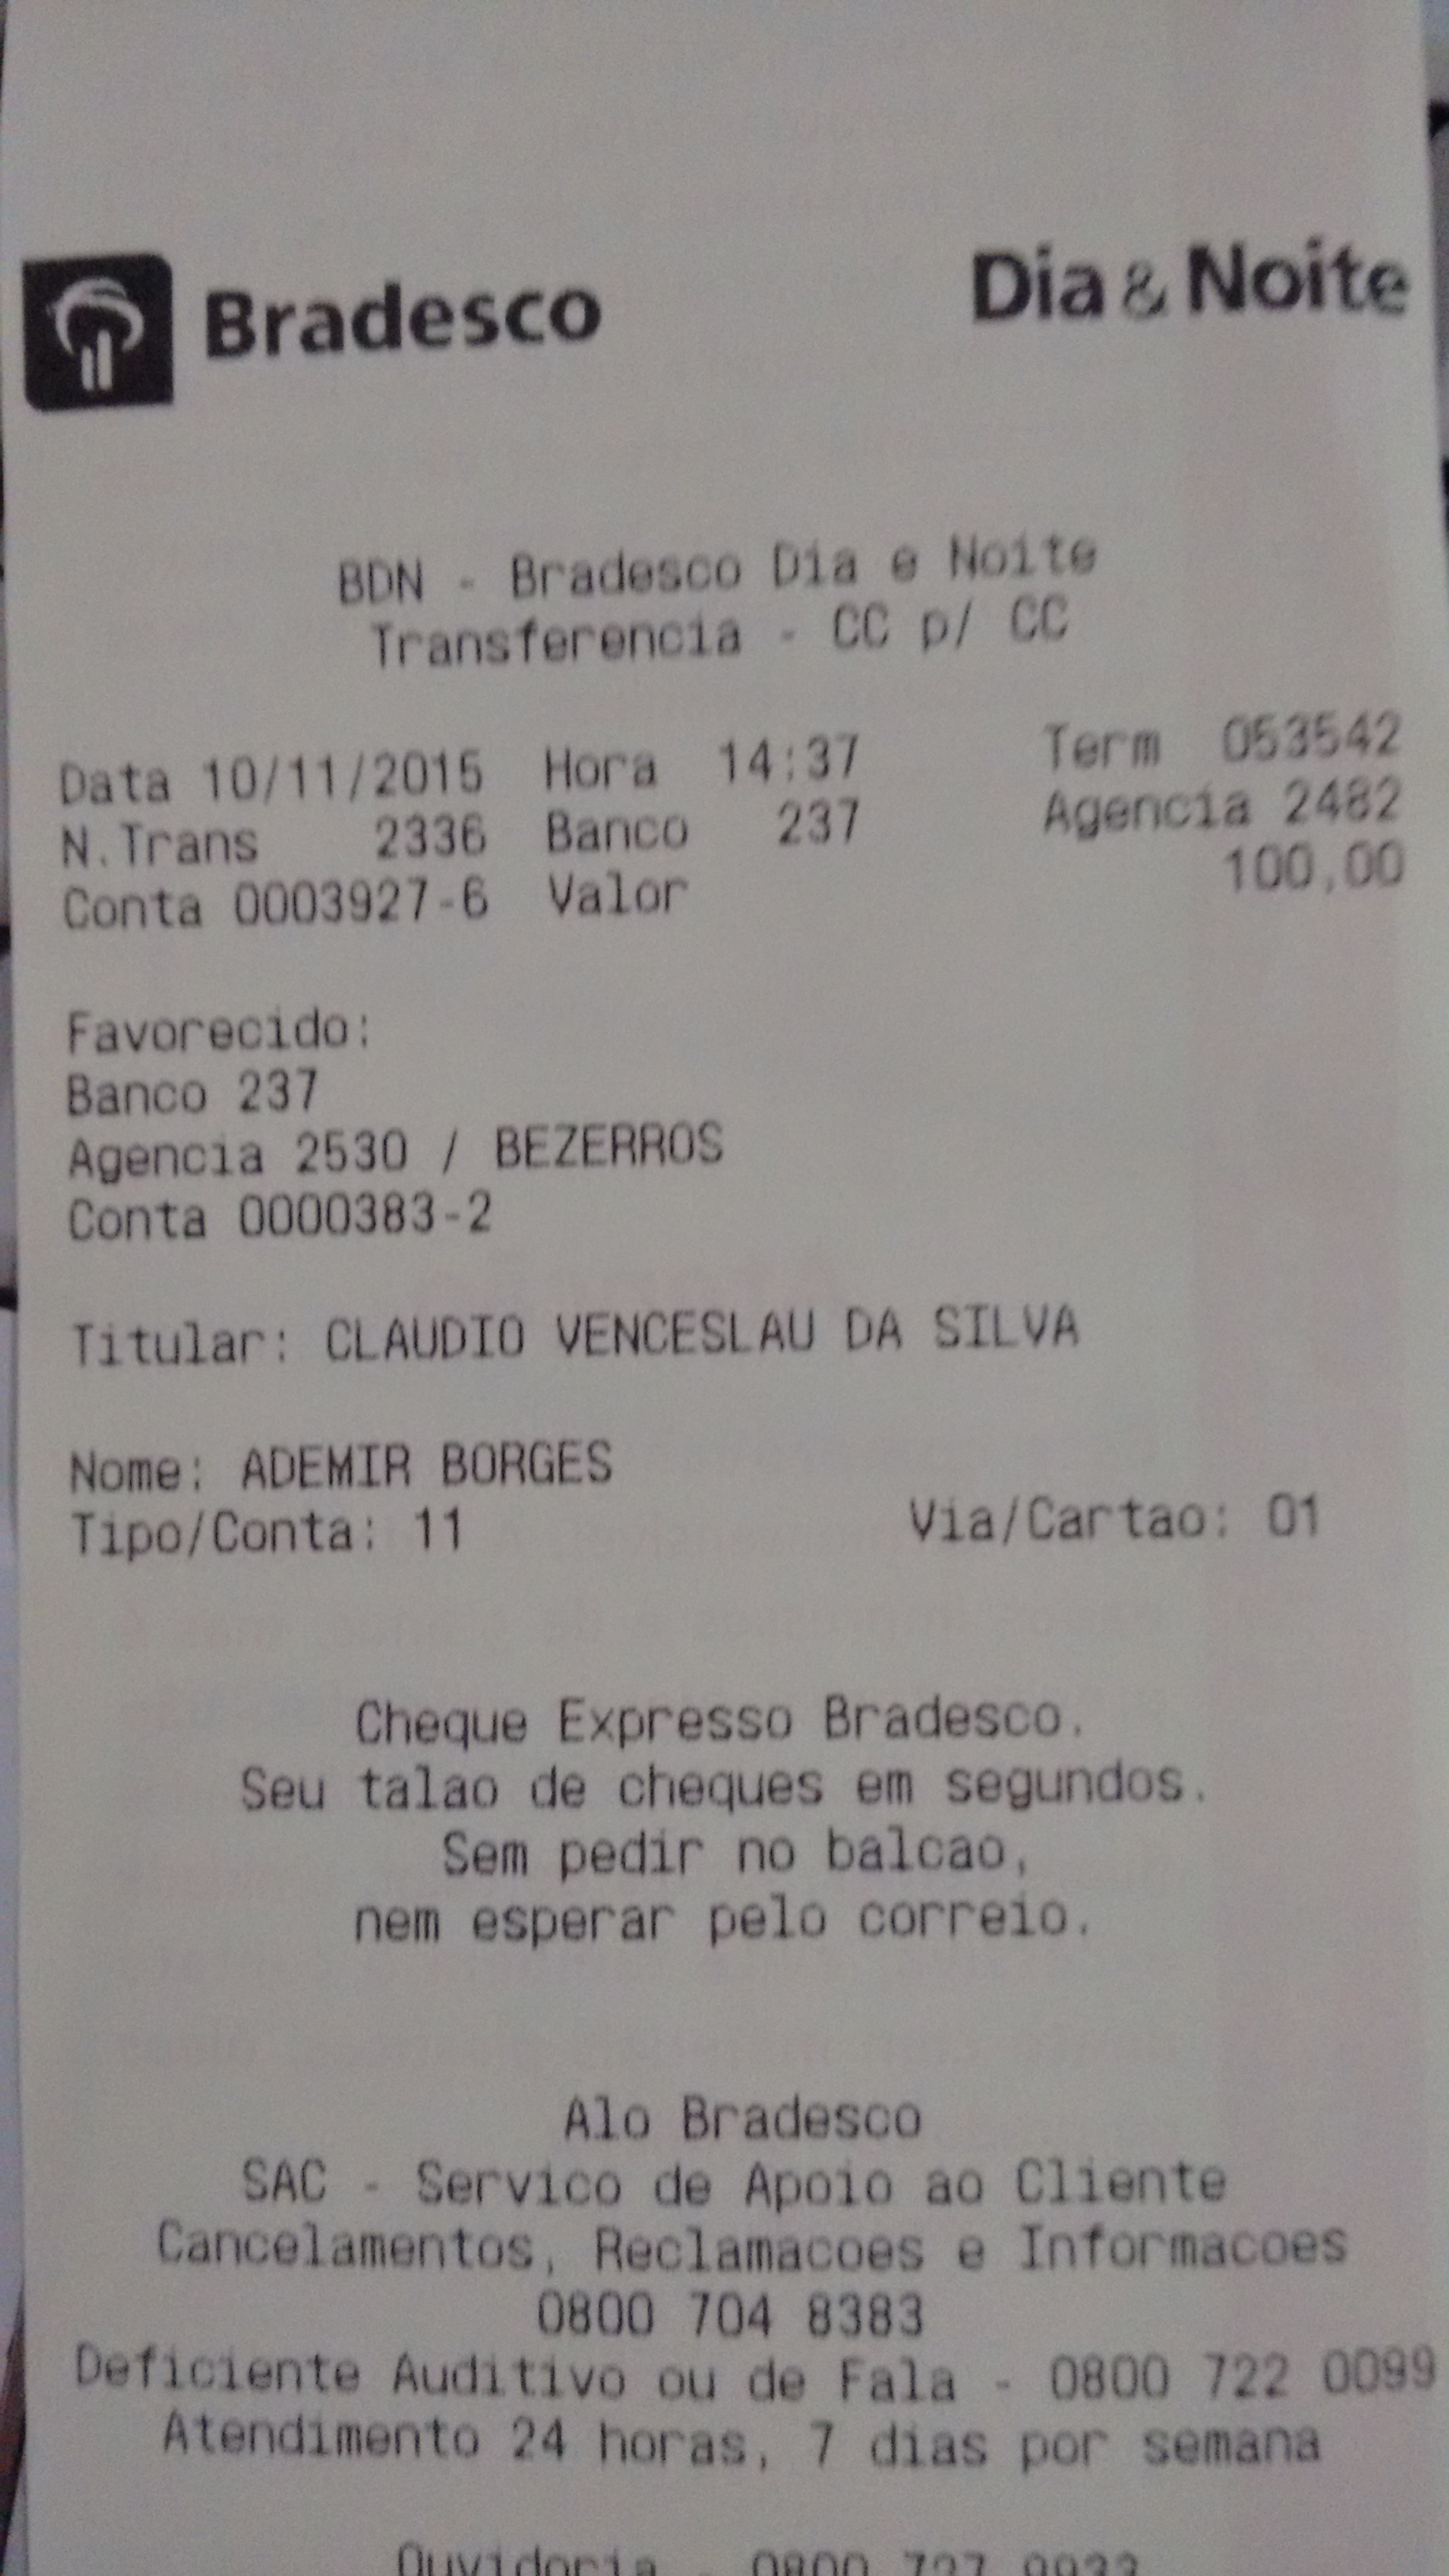 Bradesco Dia & Noite
BDN - Bradesco Dia e Noite
Transferencia - CC p/ CC
Data 10/11/2015 Hora 14:37 Term 053542
N.Trans 2336 Banco 237 Agencia 2482
Conta 0003927-6 Valor 100,00
Favorecido:
Banco 237
Agencia 2530 / BEZERROS
Conta 0000383-2
Titular: CLAUDIO VENCESLAU DA SILVA
Nome: ADEMIR BORGES
Tipo/Conta: 11 Via/Cartao: 01
Cheque Expresso Bradesco.
Seu talao de cheques em segundos.
Sem pedir no balcao,
nem esperar pelo correio.
Alo Bradesco
SAC - Servico de Apoio ao Cliente
Cancelamentos, Reclamacoes e Informacoes
0800 704 8383
Deficiente Auditivo ou de Fala - 0800 722 0099
Atendimento 24 horas, 7 dias por semana
Ouvidoria - 0800 727 9933